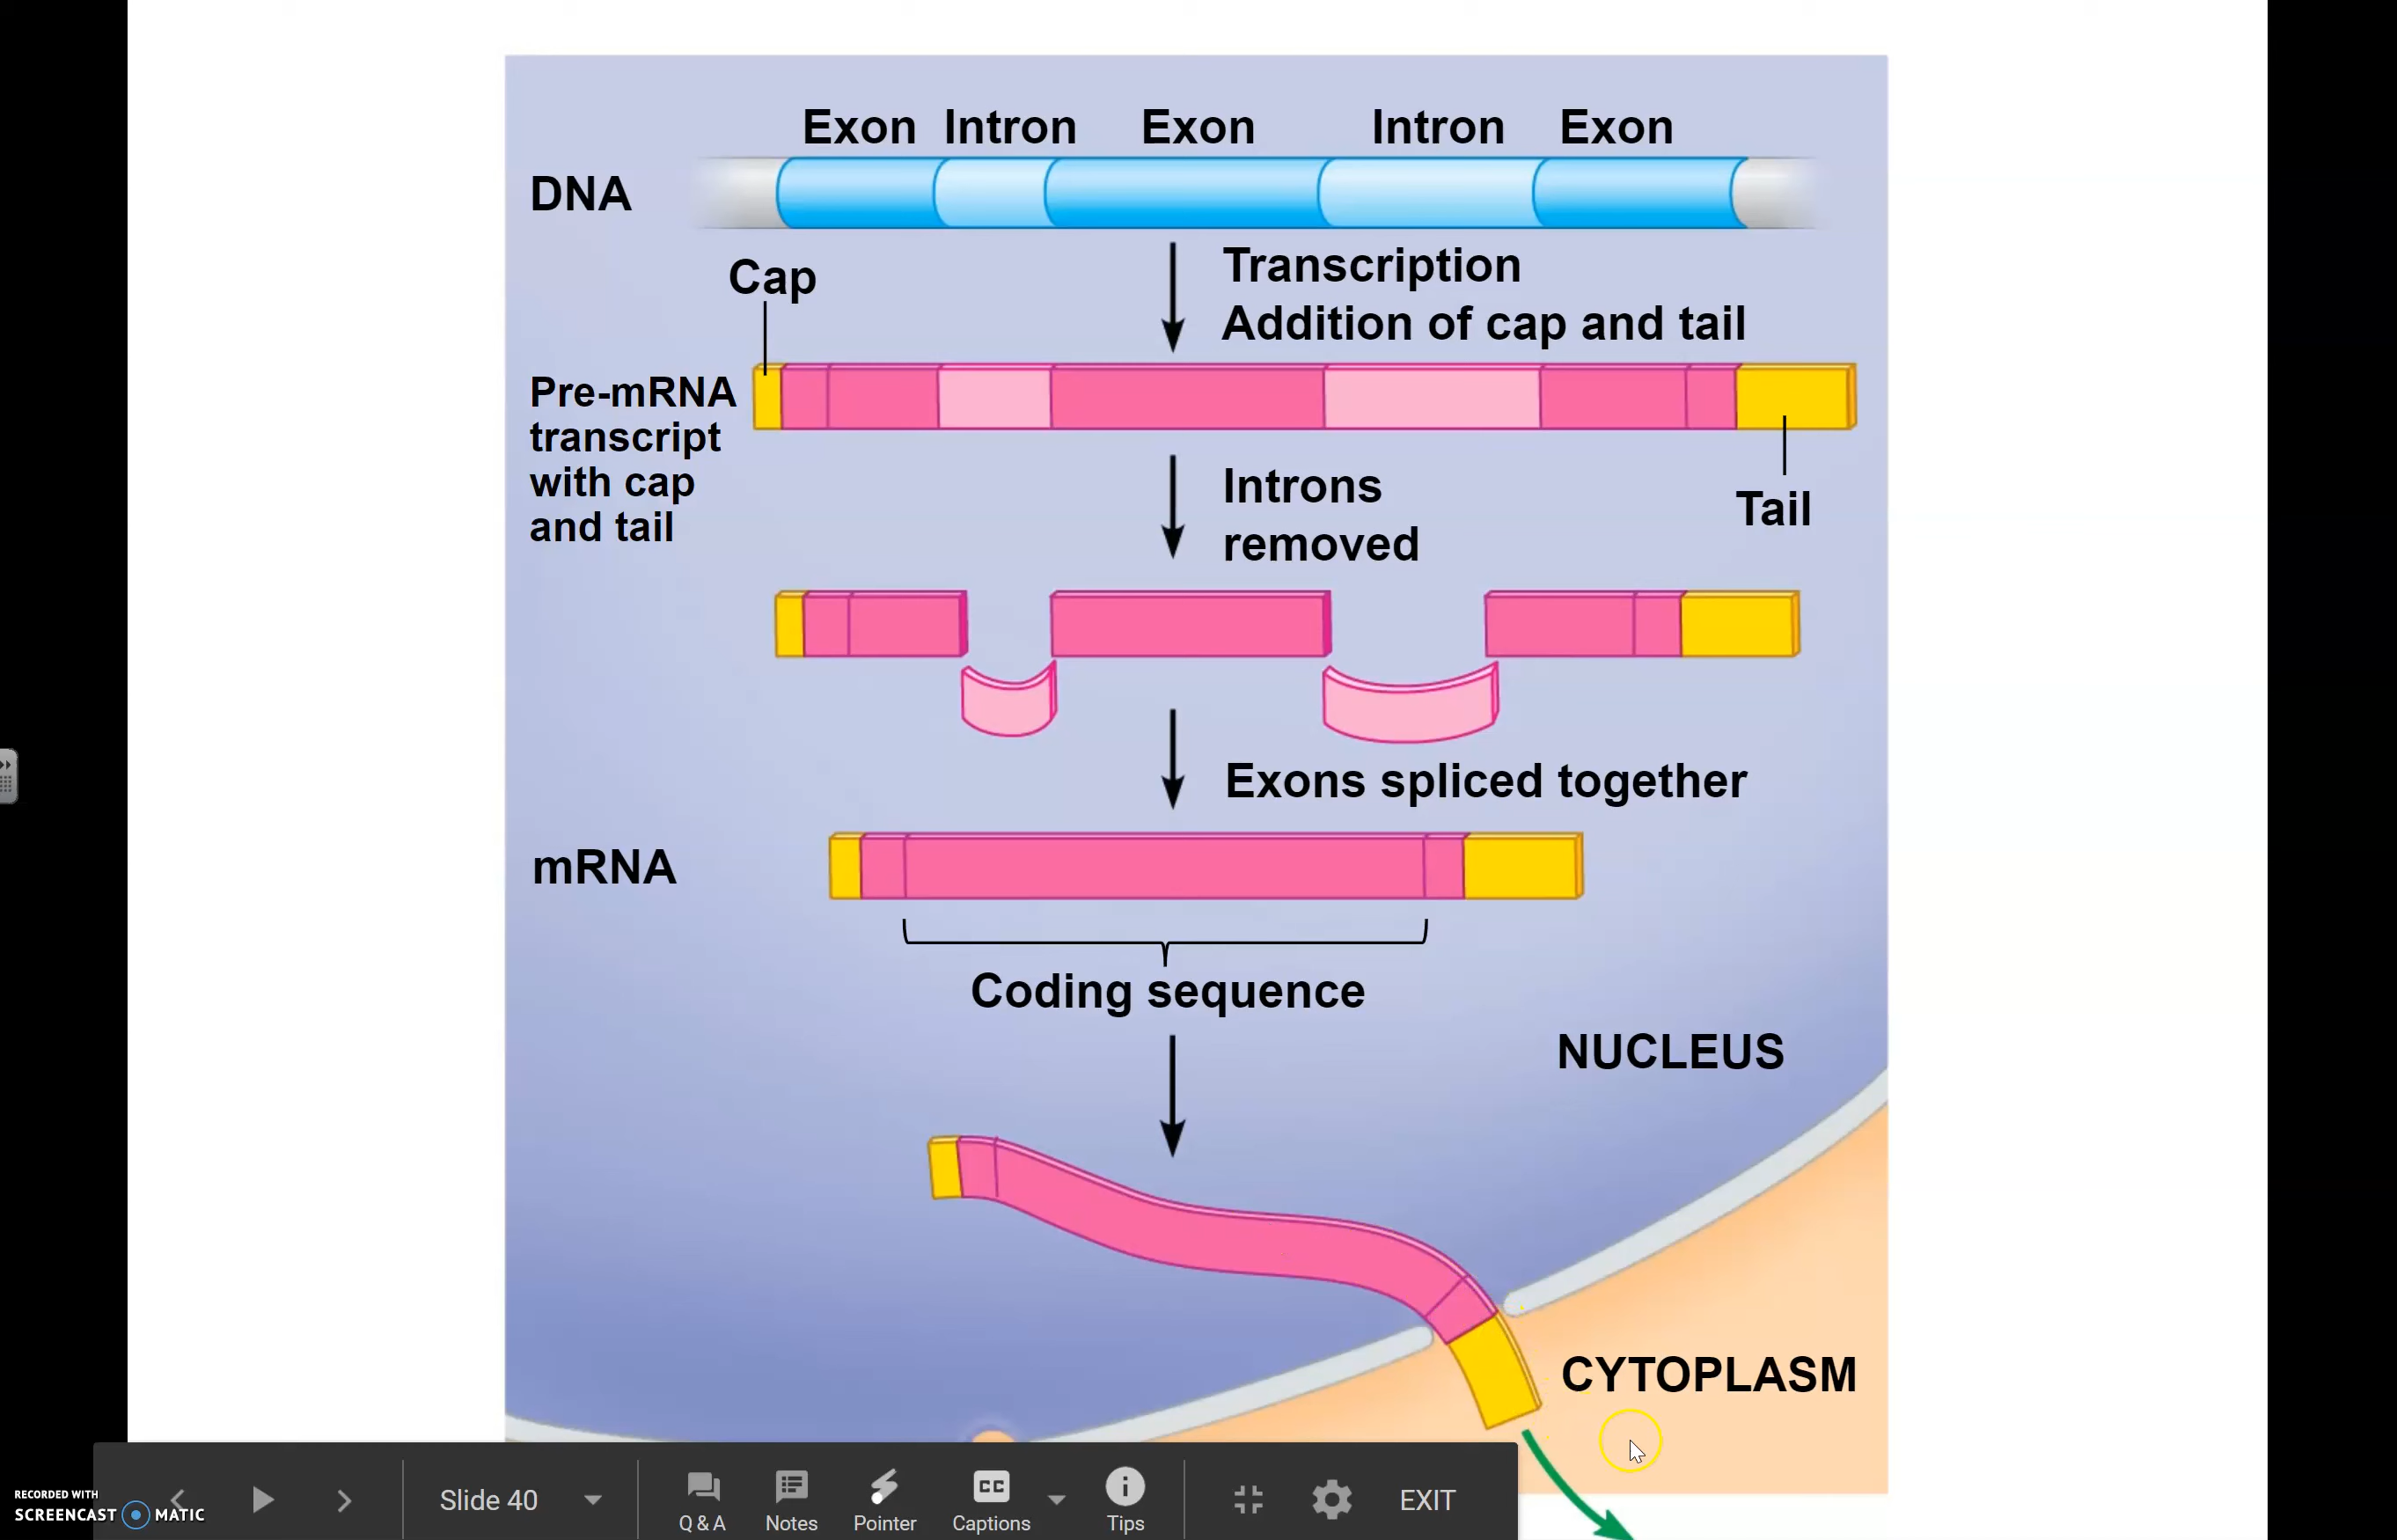 Exon Intron Exon Intron Exon
DNA
Cap
Transcription
Addition of cap and tail
Pre-mRNA
transcript
with cap
and tail
Introns
removed
Tail
Exons spliced together
mRNA
Coding sequence
NUCLEUS
CYTOPLASM
RECORDED WITH
SCREENCAST MATIC
Slide 40
Q & A
Notes
Pointer
CC
Captions
Tips
EXIT